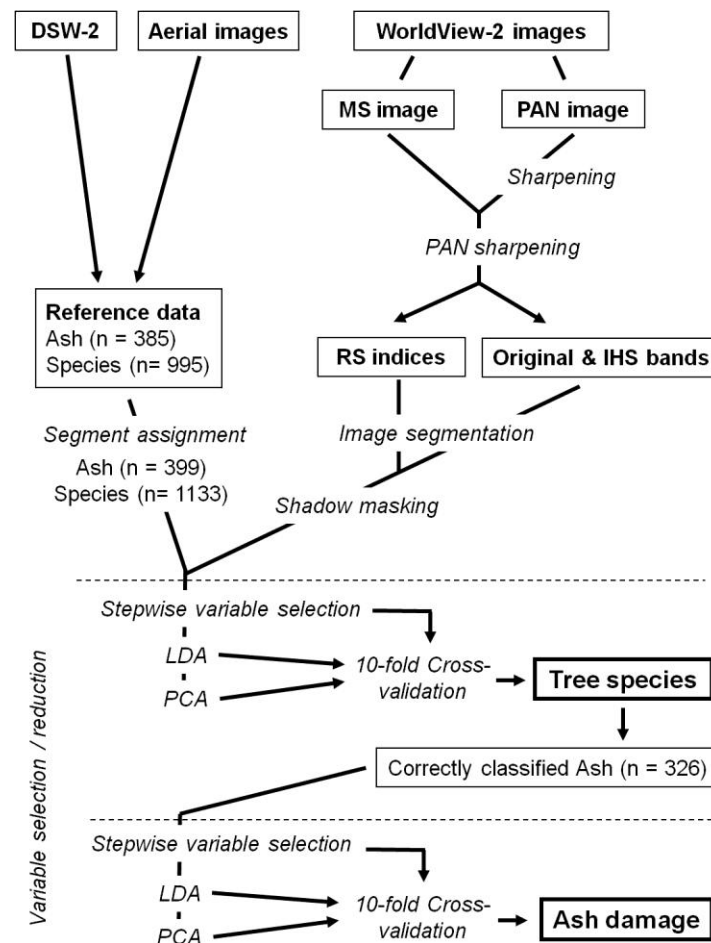 DSW-2
Aerial images
WorldView-2 images
MS image
PAN image
Sharpening
PAN sharpening
Reference data
Ash (n = 385)
Species (n= 995)
RS indices
Original & IHS bands
Segment assignment
Ash (n = 399)
Species (n= 1133)
Image segmentation
Shadow masking
Variable selection / reduction
Stepwise variable selection
LDA
PCA
10-fold Cross-
validation
Tree species
Correctly classified Ash (n = 326)
Stepwise variable selection
LDA
PCA
10-fold Cross-
validation
Ash damage